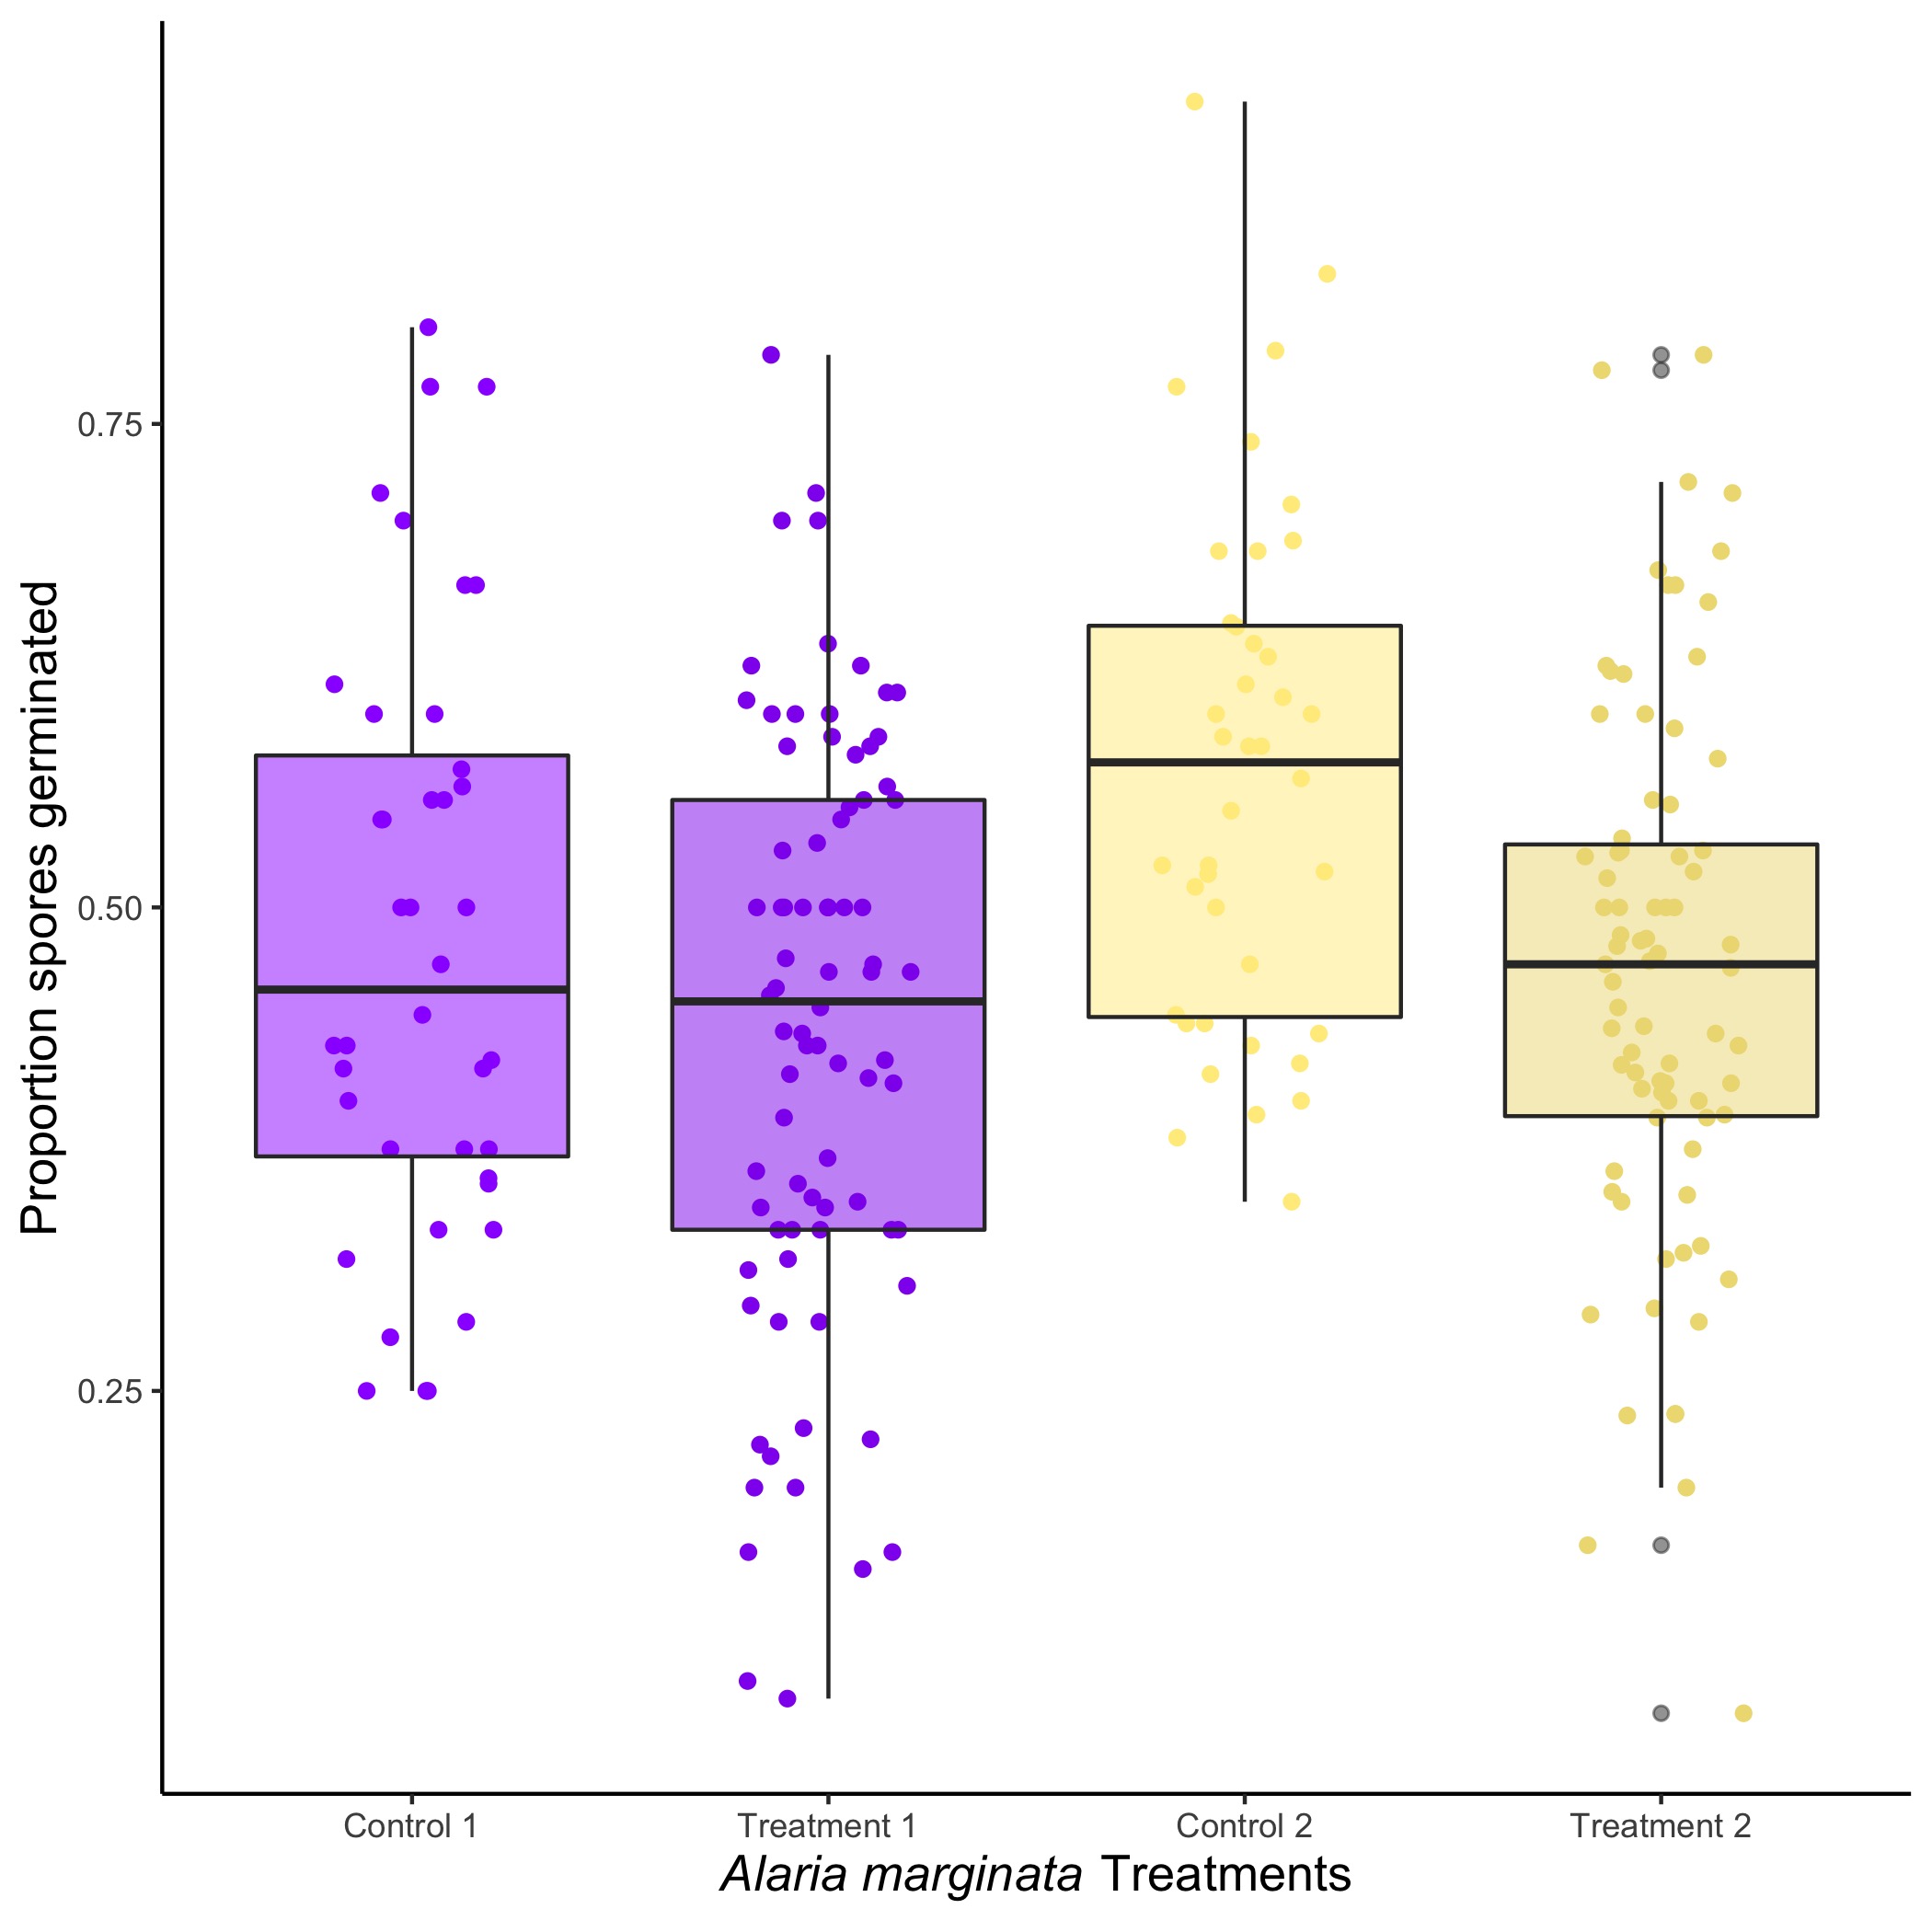 Proportion spores germinated
0.75
0.50
0.25
Control 1
Treatment 1
Control 2
Treatment 2
Alaria marginata Treatments